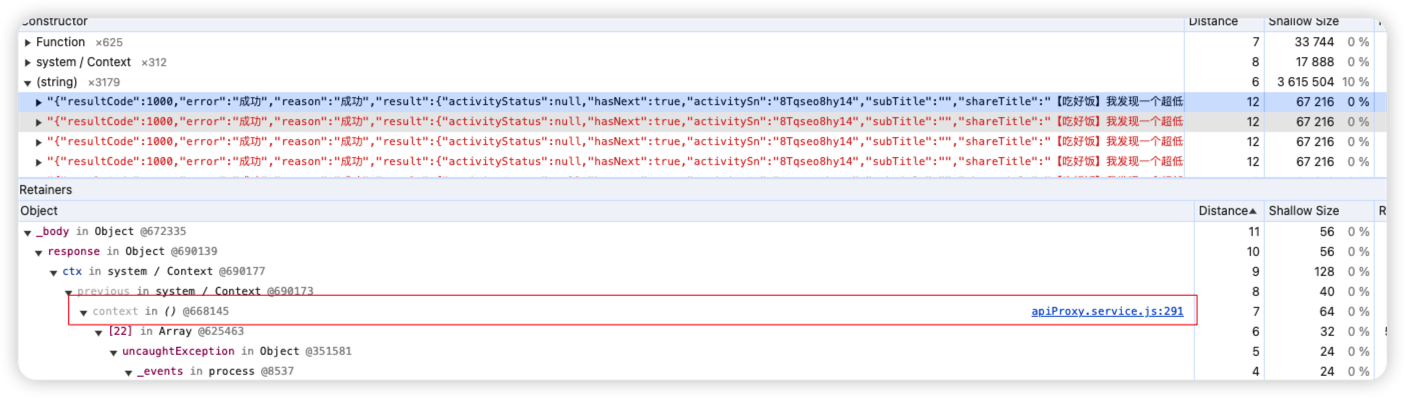 Constructor Distance Shallow Size
Function ×625 7 33 744 0 %
system / Context ×312 8 17 888 0 %
(string) ×3179 6 3 615 504 10 %
"{"resultCode":1000,"error":"成功","reason":"成功","result":{"activityStatus":null,"hasNext":true,"activitySn":"8Tqseo8hy14","subTitle":"","shareTitle":"【吃好饭】我发现一个超低 12 67 216 0 %
"{"resultCode":1000,"error":"成功","reason":"成功","result":{"activityStatus":null,"hasNext":true,"activitySn":"8Tqseo8hy14","subTitle":"","shareTitle":"【吃好饭】我发现一个超低 12 67 216 0 %
"{"resultCode":1000,"error":"成功","reason":"成功","result":{"activityStatus":null,"hasNext":true,"activitySn":"8Tqseo8hy14","subTitle":"","shareTitle":"【吃好饭】我发现一个超低 12 67 216 0 %
"{"resultCode":1000,"error":"成功","reason":"成功","result":{"activityStatus":null,"hasNext":true,"activitySn":"8Tqseo8hy14","subTitle":"","shareTitle":"【吃好饭】我发现一个超低 12 67 216 0 %
Retainers
Object Distance▲ Shallow Size R
_body in Object @672335 11 56 0 %
response in Object @690139 10 56 0 %
ctx in system / Context @690177 9 128 0 %
previous in system / Context @690173 8 40 0 %
context in () @668145 apiProxy.service.js:291 7 64 0 %
[22] in Array @625463 6 32 0 %
uncaughtException in Object @351581 5 24 0 %
_events in process @8537 4 24 0 %